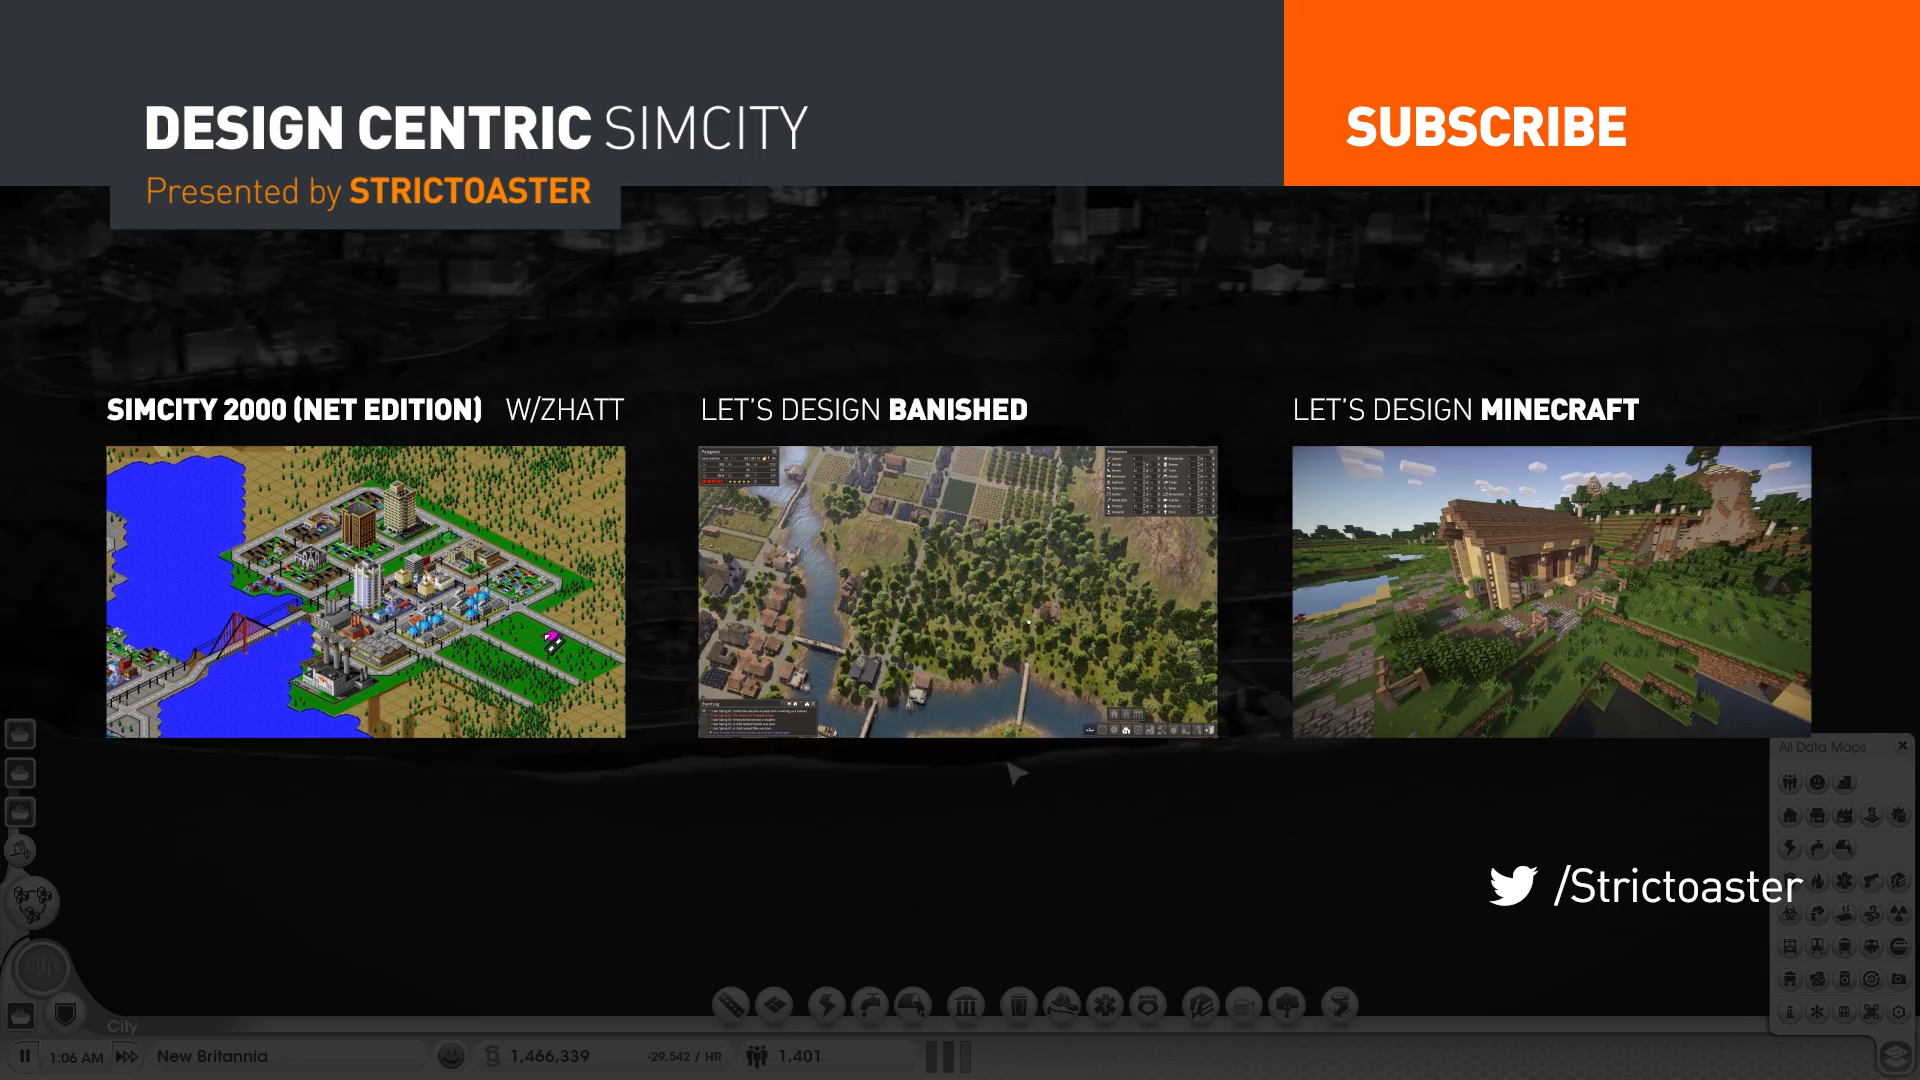 DESIGN CENTRIC SIMCITY
SUBSCRIBE
Presented by STRICTOASTER
SIMCITY 2000 (NET EDITION) W/ZHATT
LET'S DESIGN BANISHED
LET'S DESIGN MINECRAFT
All Data Maps
/Strictoaster
City
1:06 AM
New Britannia
1,466,339
-29,542 / HR
1,401